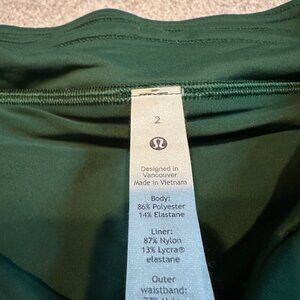 2
Designed in
Vancouver
Made in Vietnam
Body:
86% Polyester
14% Elastane
Liner:
87% Nylon
13% Lycra®
elastane
Outer
waistband: